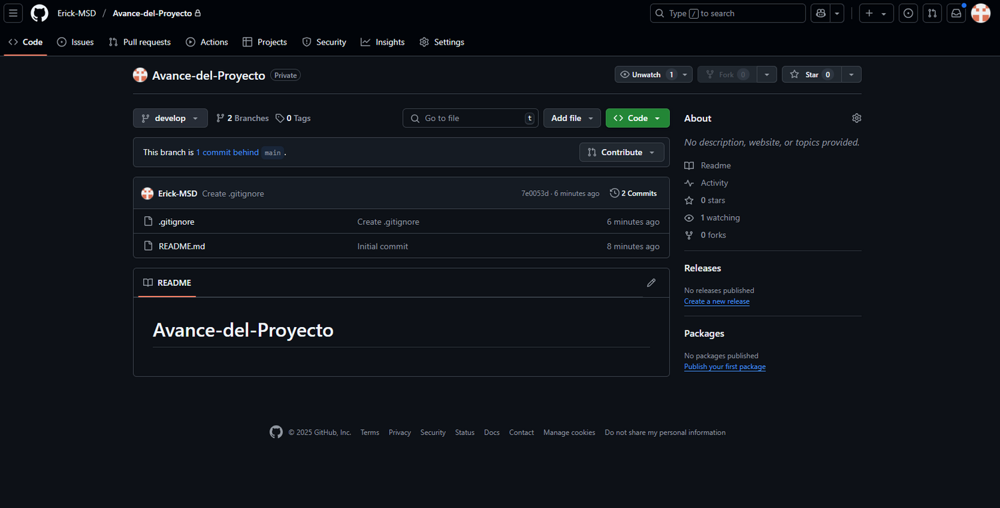 Erick-MSD / Avance-del-Proyecto
Type / to search
Code Issues Pull requests Actions Projects Security Insights Settings
Avance-del-Proyecto Private
Unwatch 1 Fork 0 Star 0
develop 2 Branches 0 Tags
Go to file t Add file Code
This branch is 1 commit behind main .
Contribute
Erick-MSD Create .gitignore 7e0053d · 6 minutes ago 2 Commits
.gitignore Create .gitignore 6 minutes ago
README.md Initial commit 8 minutes ago
README
Avance-del-Proyecto
About
No description, website, or topics provided.
Readme
Activity
0 stars
1 watching
0 forks
Releases
No releases published
Create a new release
Packages
No packages published
Publish your first package
© 2025 GitHub, Inc. Terms Privacy Security Status Docs Contact Manage cookies Do not share my personal information